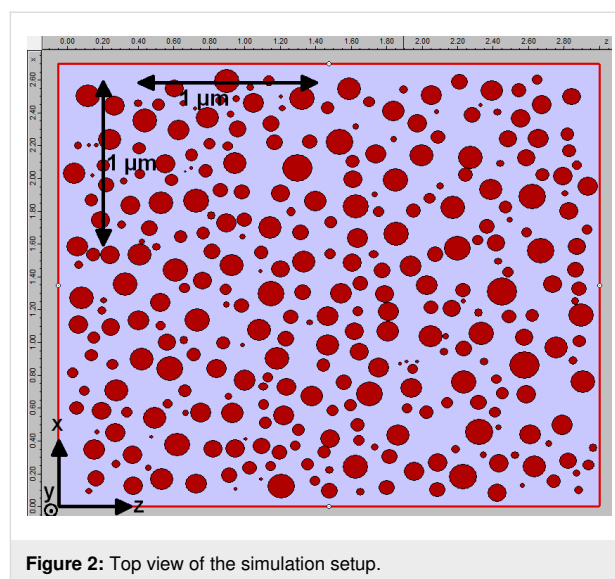 0.00 0.20 0.40 0.60 0.80 1.00 1.20 1.40 1.60 1.80 2.00 2.20 2.40 2.60 2.80 z
x
2.60
2.40
2.20
2.00
1.80
1.60
1.40
1.20
1.00
0.80
0.60
0.40
0.20
0.00
1 µm
1 µm
x
y
z
Figure 2: Top view of the simulation setup.